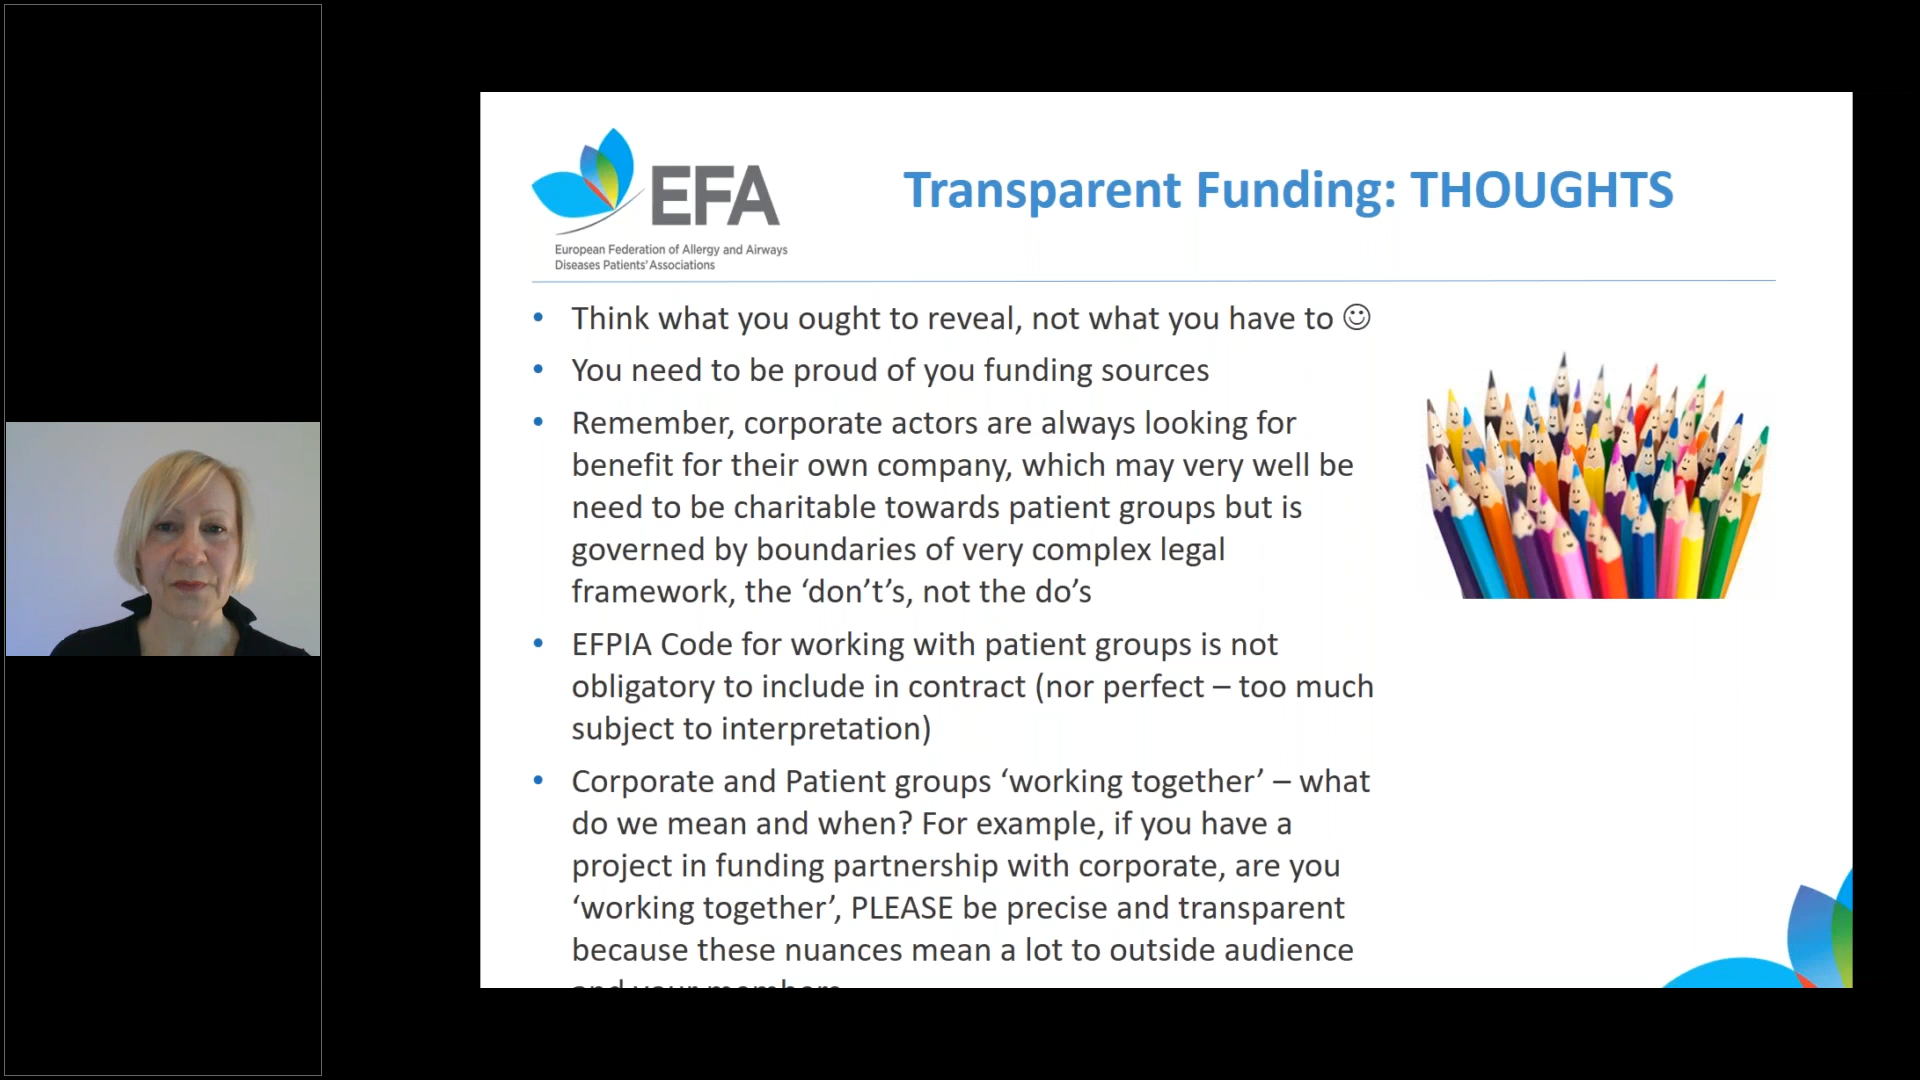 EFA
European Federation of Allergy and Airways
Diseases Patients' Associations
Transparent Funding: THOUGHTS
• Think what you ought to reveal, not what you have to ☺
• You need to be proud of you funding sources
• Remember, corporate actors are always looking for
benefit for their own company, which may very well be
need to be charitable towards patient groups but is
governed by boundaries of very complex legal
framework, the ‘don’t’s, not the do’s
• EFPIA Code for working with patient groups is not
obligatory to include in contract (nor perfect – too much
subject to interpretation)
• Corporate and Patient groups ‘working together’ – what
do we mean and when? For example, if you have a
project in funding partnership with corporate, are you
‘working together’, PLEASE be precise and transparent
because these nuances mean a lot to outside audience
and your members